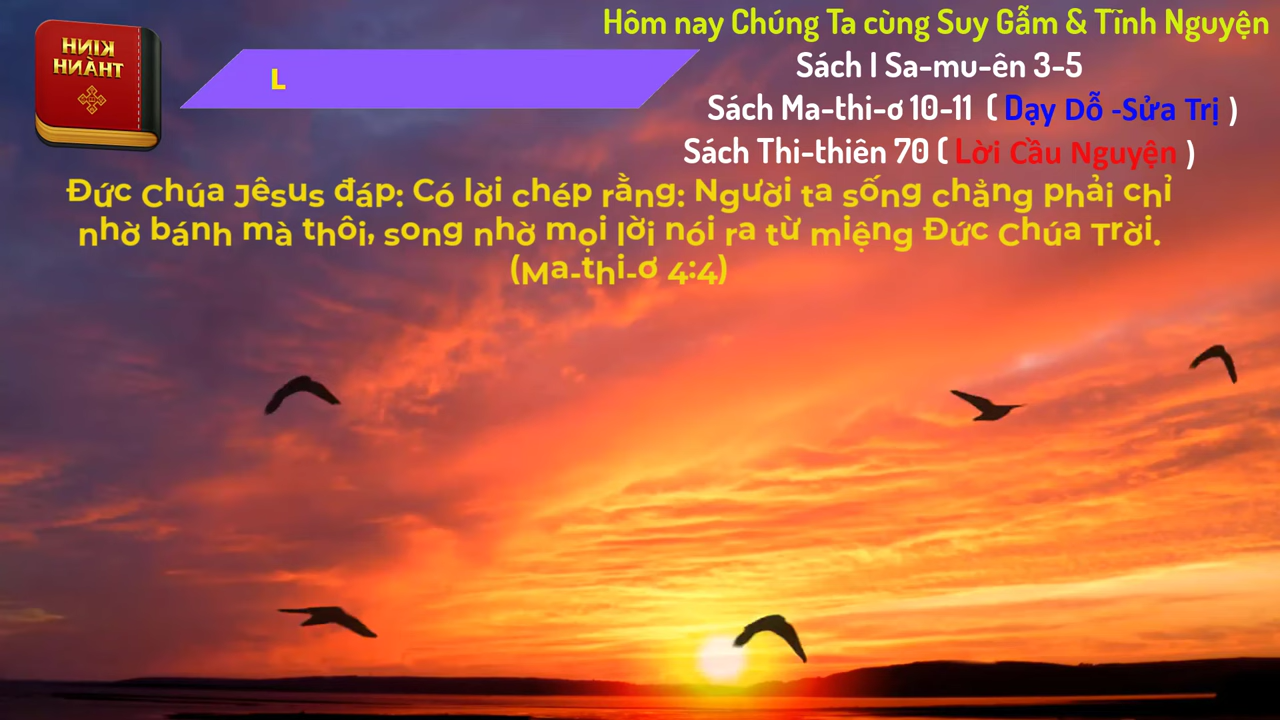 Hôm nay Chúng Ta cùng Suy Gẫm & Tĩnh Nguyện
KINH
THÀNH
L
Sách I Sa-mu-ên 3-5
Sách Ma-thi-ơ 10-11 ( Dạy Dỗ -Sửa Trị )
Sách Thi-thiên 70 ( Lời Cầu Nguyện )
Đức Chúa Jêsus đáp: Có lời chép rằng: Người ta sống chẳng phải chỉ
nhờ bánh mà thôi, song nhờ mọi lời nói ra từ miệng Đức Chúa Trời.
(Ma-thi-ơ 4:4)